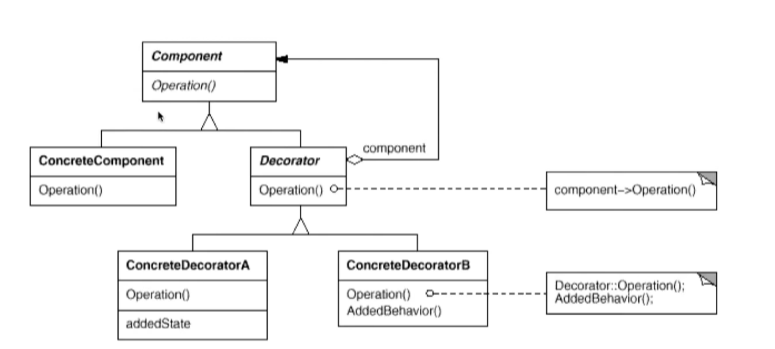 Component
Operation()
component
ConcreteComponent
Operation()
Decorator
Operation()
component->Operation()
ConcreteDecoratorA
Operation()
addedState
ConcreteDecoratorB
Operation()
AddedBehavior()
Decorator::Operation();
AddedBehavior();